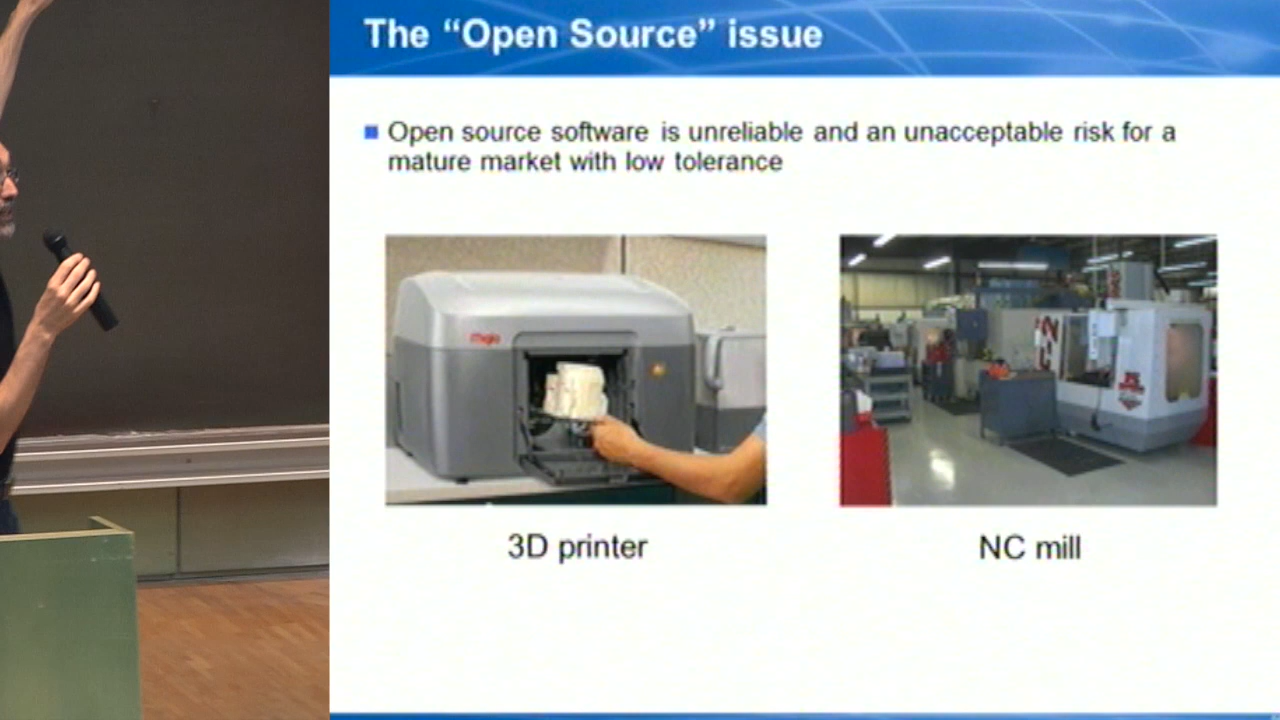 The “Open Source” issue
Open source software is unreliable and an unacceptable risk for a
mature market with low tolerance
3D printer
NC mill